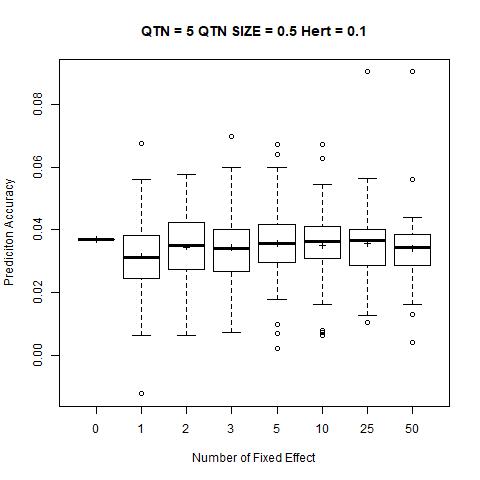 QTN = 5 QTN SIZE = 0.5 Hert = 0.1
Prediciton Accuracy
0.08
0.06
0.04
0.02
0.00
0 1 2 3 5 10 25 50
Number of Fixed Effect